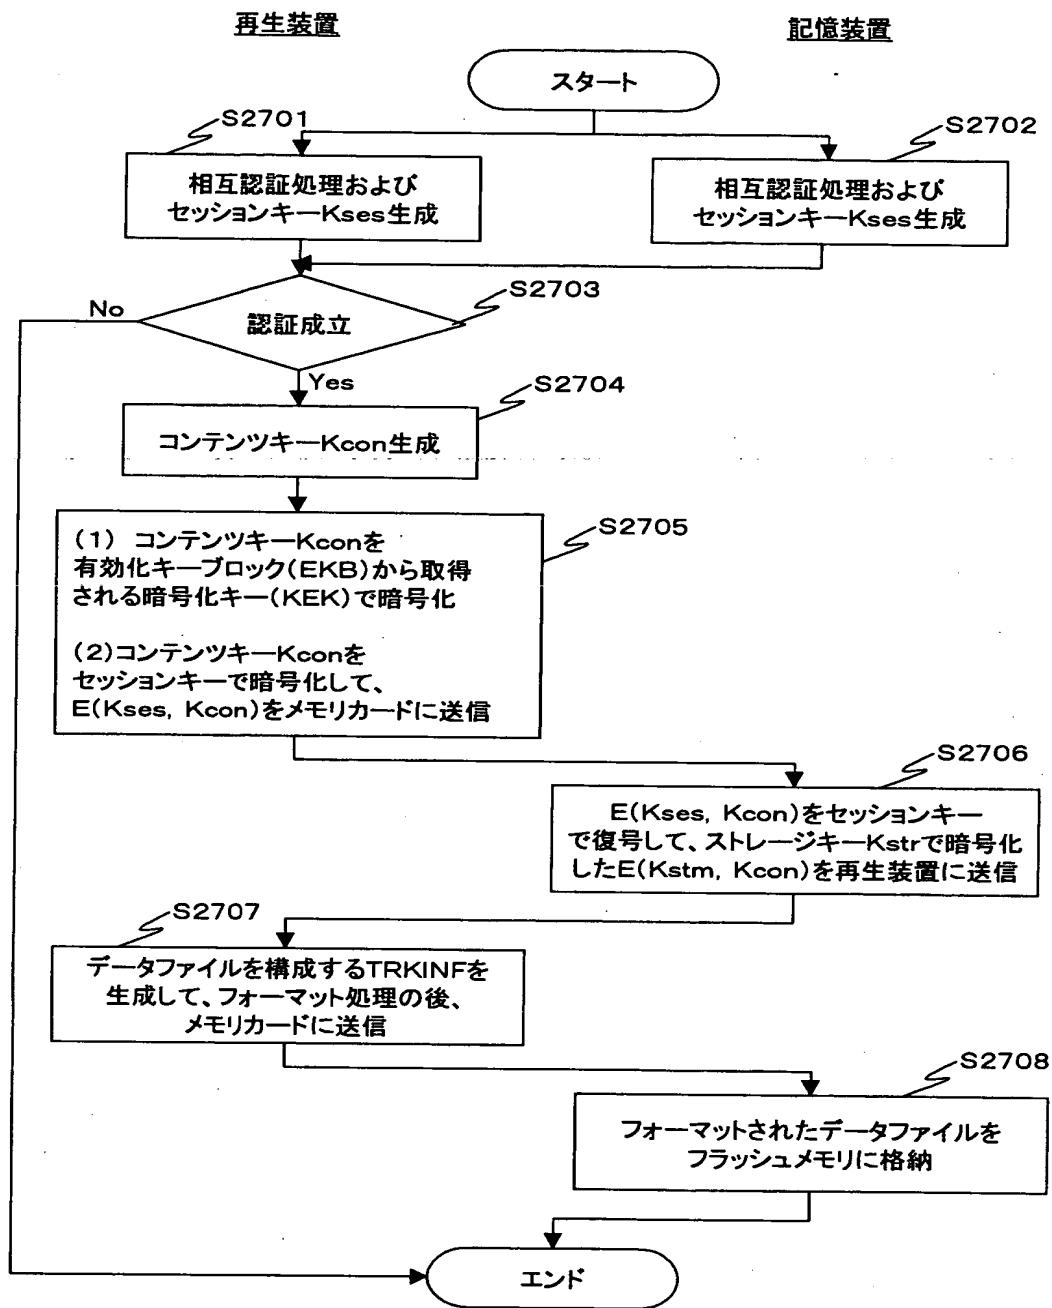 再生装置
記憶装置
スタート
S2701
S2702
相互認証処理および
セッションキーKses生成
相互認証処理および
セッションキーKses生成
S2703
No
認証成立
Yes
S2704
コンテンツキーKcon生成
S2705
(1) コンテンツキーKconを
有効化キーブロック(EKB)から取得
される暗号化キー(KEK)で暗号化
(2)コンテンツキーKconを
セッションキーで暗号化して、
E(Kses, Kcon)をメモリカードに送信
S2706
E(Kses, Kcon)をセッションキー
で復号して、ストレージキーKstrで暗号化
したE(Kstm, Kcon)を再生装置に送信
S2707
データファイルを構成するTRKINFを
生成して、フォーマット処理の後、
メモリカードに送信
S2708
フォーマットされたデータファイルを
フラッシュメモリに格納
エンド